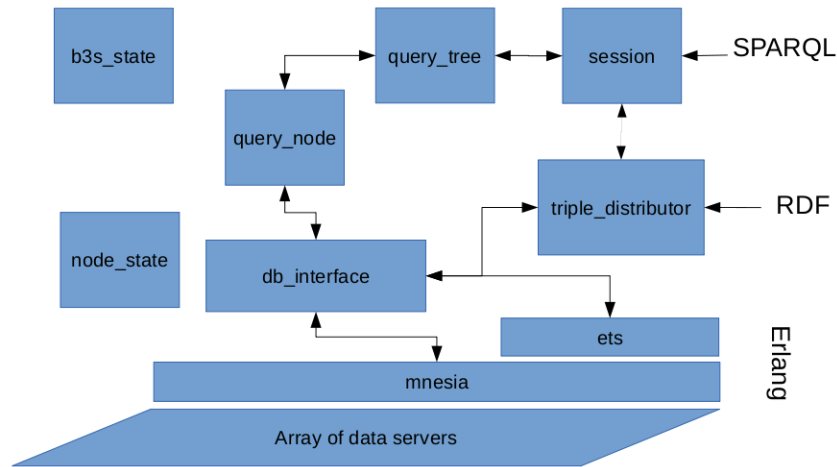 b3s_state
query_tree
session
SPARQL
query_node
triple_distributor
RDF
node_state
db_interface
ets
Erlang
mnesia
Array of data servers